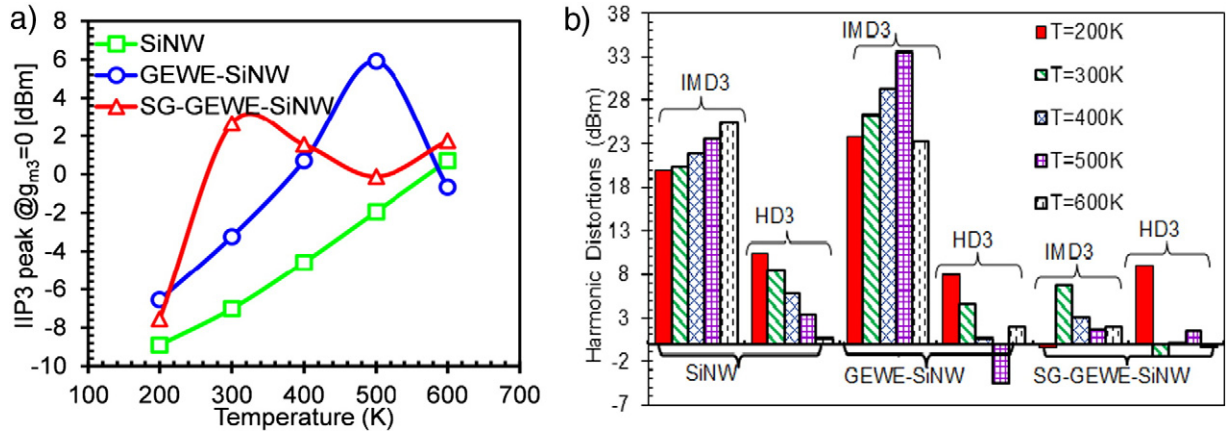 a)
IIP3 peak @gm3=0 [dBm]
8
6
4
2
0
-2
-4
-6
-8
-10
SiNW
GEWE-SiNW
SG-GEWE-SiNW
100 200 300 400 500 600 700
Temperature (K)
b)
Harmonic Distortions (dBm)
38
33
28
23
18
13
8
3
-2
-7
IMD3
HD3
IMD3
HD3
IMD3
HD3
T=200K
T=300K
T=400K
T=500K
T=600K
SiNW
GEWE-SiNW
SG-GEWE-SiNW